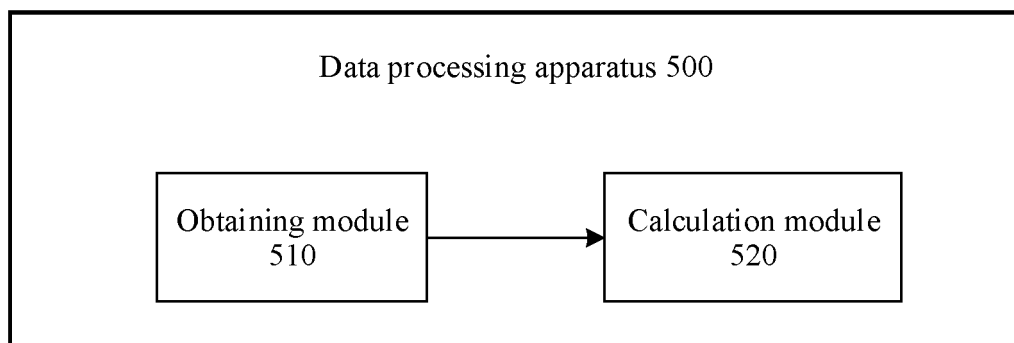 Data processing apparatus 500
Obtaining module
510
Calculation module
520